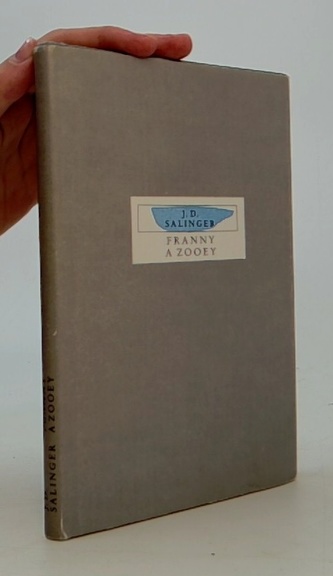 J. D.
SALINGER
FRANNY
A ZOOEY
SALINGER A ZOOEY